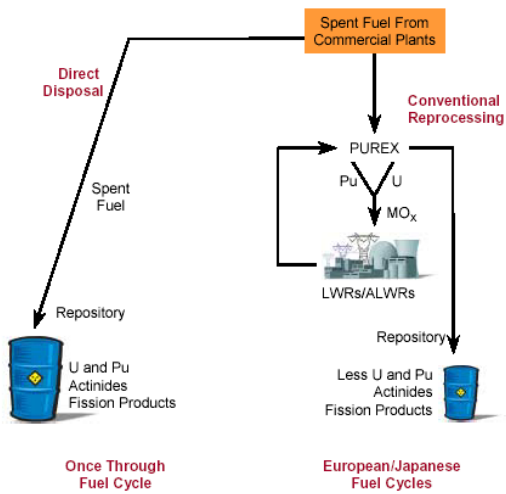 Spent Fuel From
Commercial Plants
Direct
Disposal
Conventional
Reprocessing
PUREX
Pu
U
MOx
Spent
Fuel
LWRs/ALWRs
Repository
Repository
U and Pu
Actinides
Fission Products
Less U and Pu
Actinides
Fission Products
Once Through
Fuel Cycle
European/Japanese
Fuel Cycles